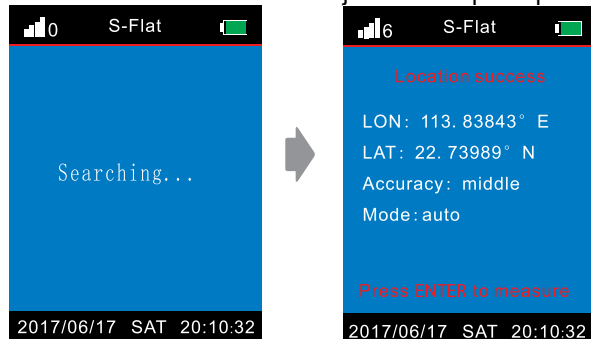 0 S-Flat
Searching...
2017/06/17 SAT 20:10:32
6 S-Flat
Location success
LON: 113.83843° E
LAT: 22.73989° N
Accuracy: middle
Mode:auto
Press ENTER to measure
2017/06/17 SAT 20:10:32